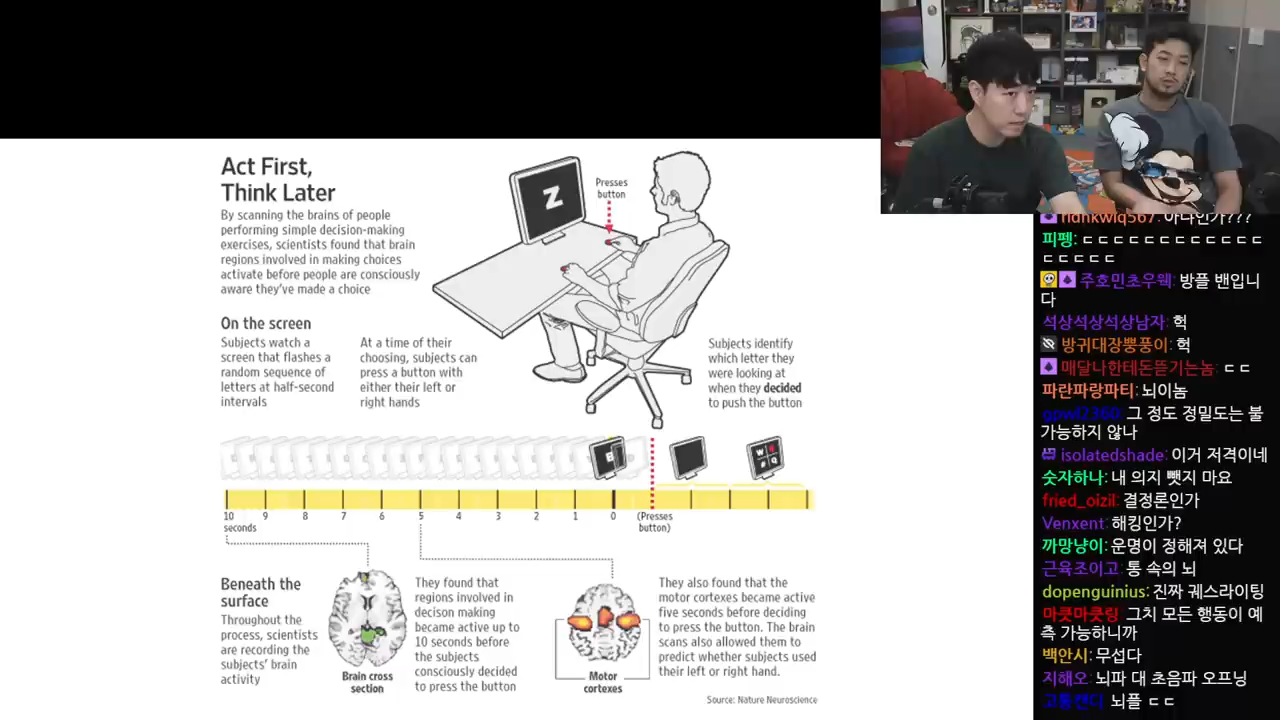 Act First,
Think Later
By scanning the brains of people
performing simple decision-making
exercises, scientists found that brain
regions involved in making choices
activate before people are consciously
aware they've made a choice
Z
Presses
button
On the screen
Subjects watch a
screen that flashes a
random sequence of
letters at half-second
intervals
At a time of their
choosing, subjects can
press a button with
either their left or
right hands
Subjects identify
which letter they
were looking at
when they decided
to push the button
10 9 8 7 6 5 4 3 2 1 0 (Presses
seconds
button)
Beneath the
surface
Throughout the
process, scientists
are recording the
subjects' brain
activity
Brain cross
section
They found that
regions involved in
decison making
became active up to
10 seconds before
the subjects
consciously decided
to press the button
Motor
cortexes
They also found that the
motor cortexes became active
five seconds before deciding
to press the button. The brain
scans also allowed them to
predict whether subjects used
their left or right hand.
Source: Nature Neuroscience
아나인가???
피펭: ㄷㄷㄷㄷㄷㄷㄷㄷㄷㄷㄷㄷ
ㄷㄷㄷㄷㄷ
주호민초우웩: 방플 밴입니
다
석상석상석상남자: 헉
방귀대장뿡풍이: 헉
매달나한테돈뜯기는놈: ㄷㄷ
파란파랑파티: 뇌이놈
gpwl2360: 그 정도 정밀도는 불
가능하지 않나
isolatedshade: 이거 저격이네
숫자하나: 내 의지 뺏지 마요
fried_oizil: 결정론인가
Venxent: 해킹인가?
까망냥이: 운명이 정해져 있다
근육조이고: 통 속의 뇌
dopenguinius: 진짜 궤스라이팅
마큿마큿링: 그치 모든 행동이 예
측 가능하니까
백안시: 무섭다
지해오: 뇌파 대 초음파 오프닝
고통캔디: 뇌플 ㄷㄷ